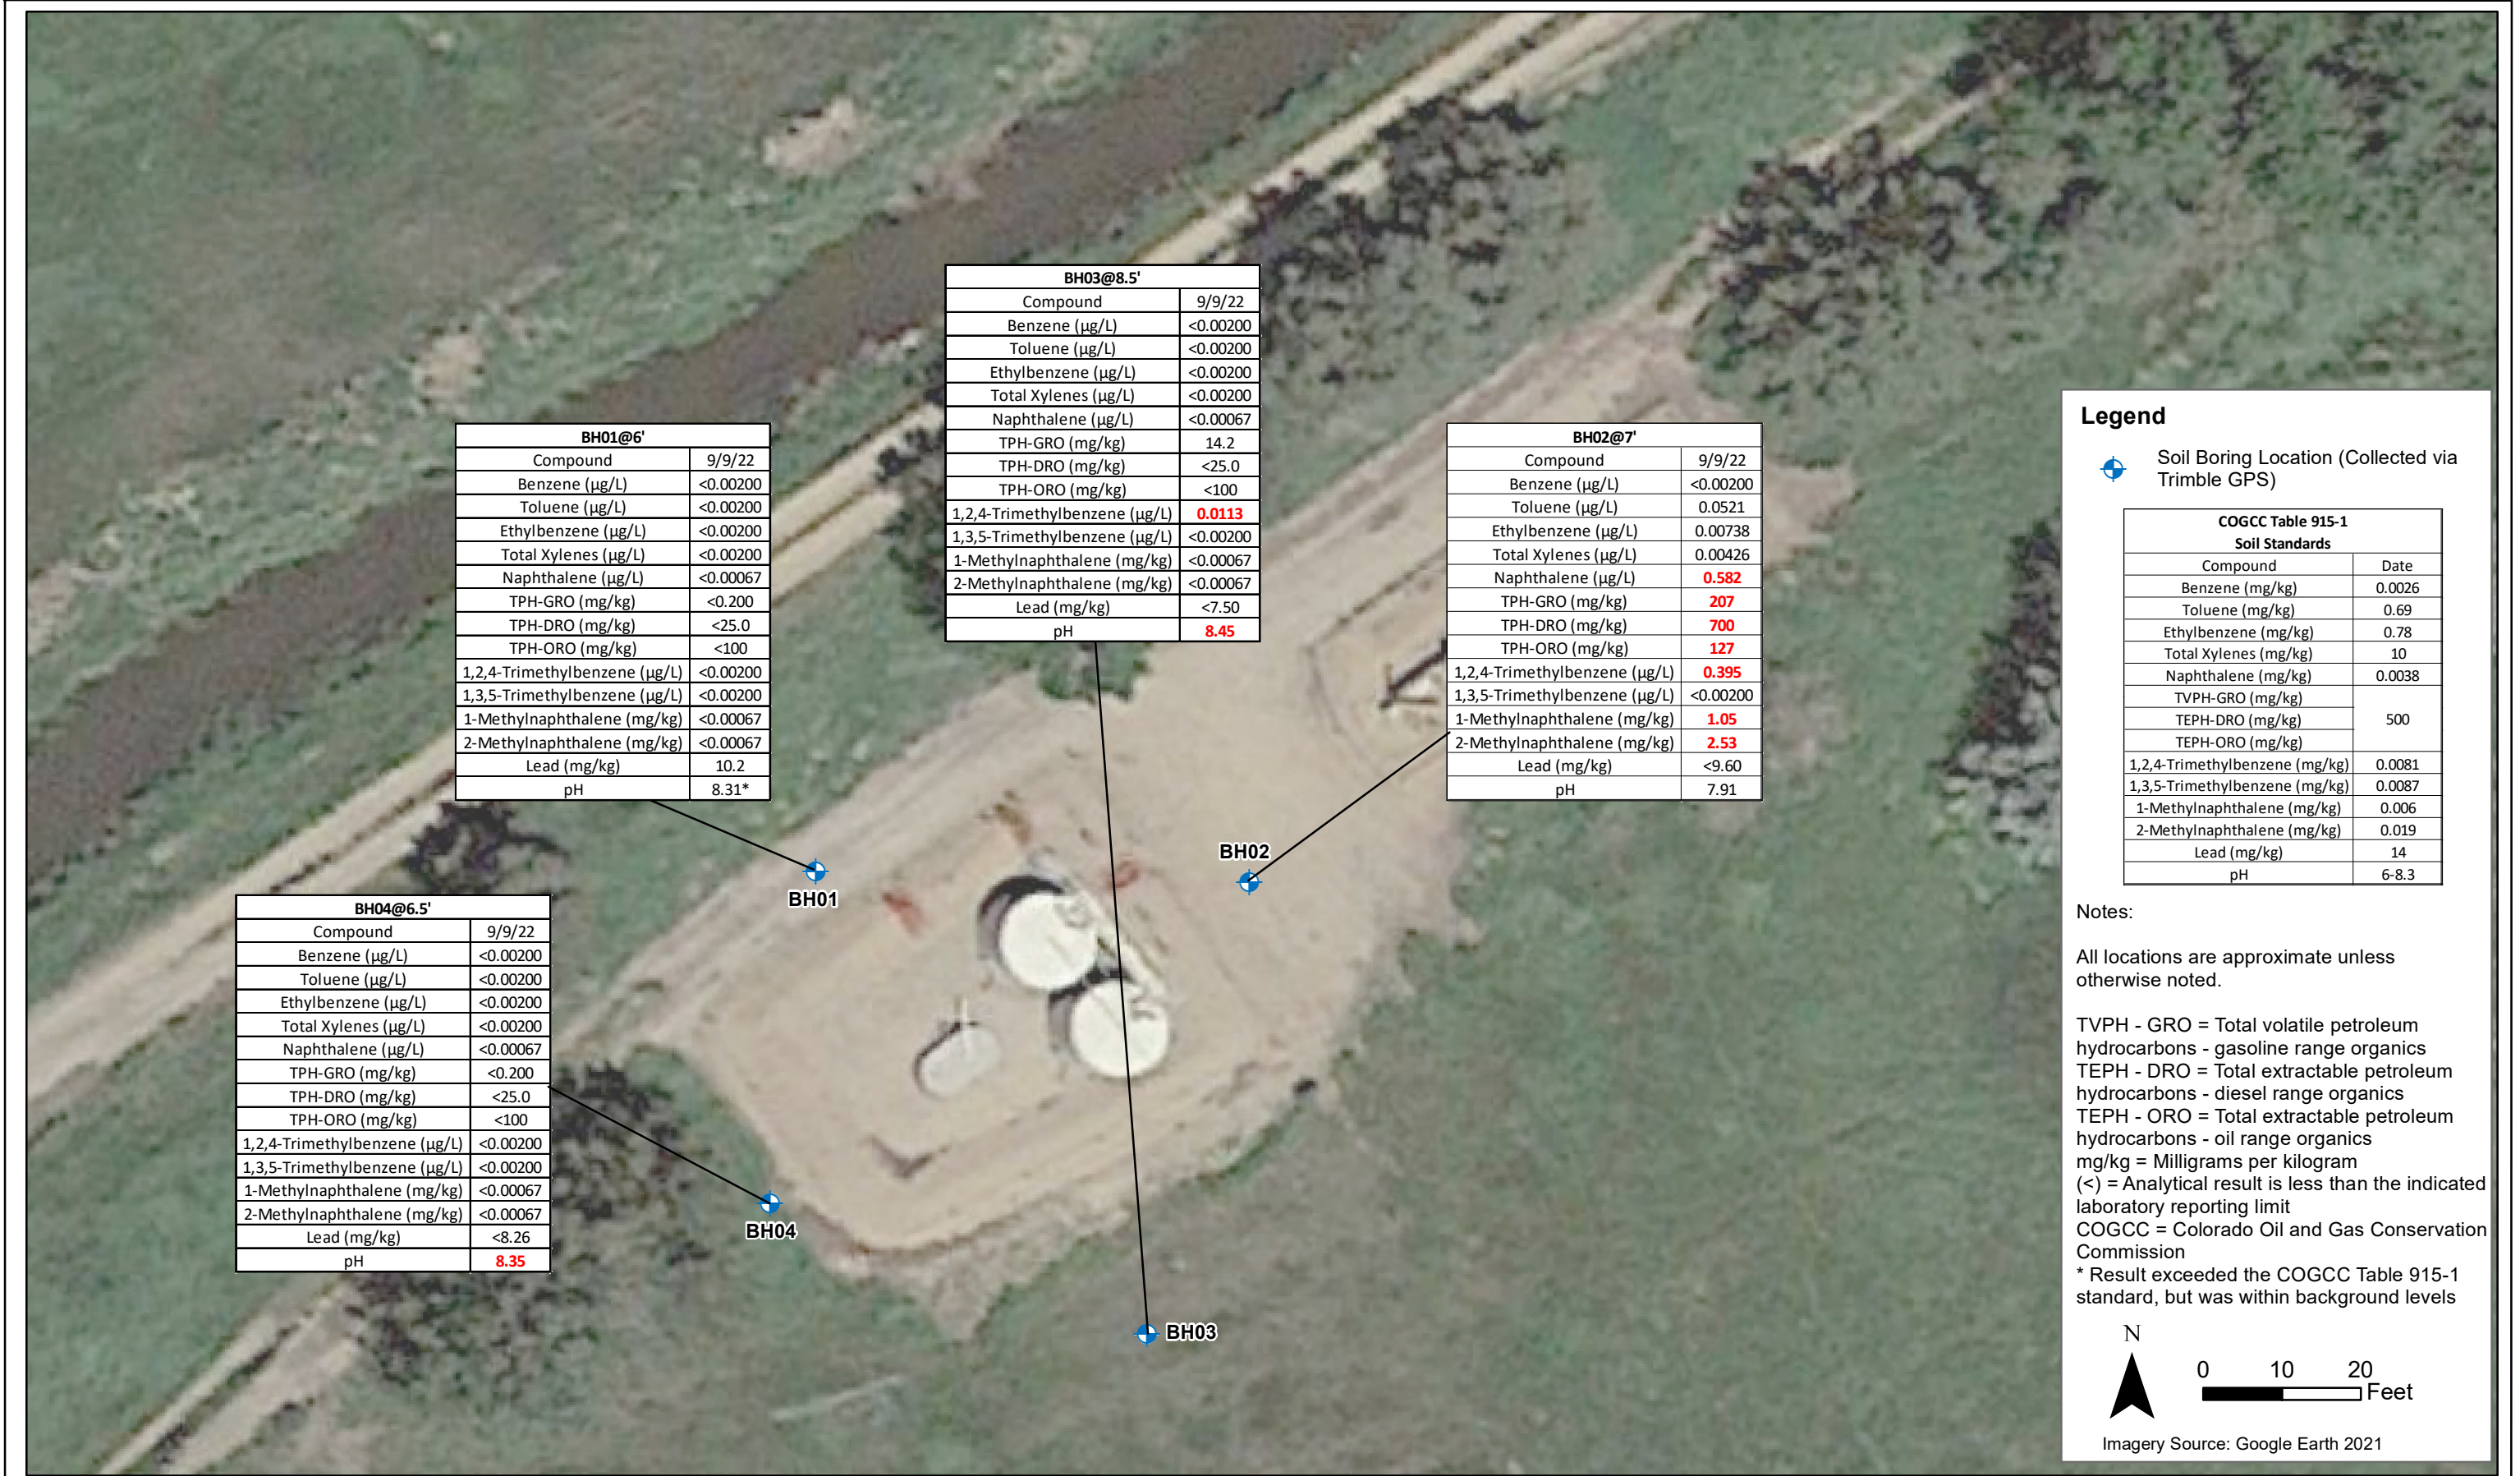 BH03@8.5'
Compound 9/9/22
Benzene (µg/L) <0.00200
Toluene (µg/L) <0.00200
Ethylbenzene (µg/L) <0.00200
Total Xylenes (µg/L) <0.00200
Naphthalene (µg/L) <0.00067
TPH-GRO (mg/kg) 14.2
TPH-DRO (mg/kg) <25.0
TPH-ORO (mg/kg) <100
1,2,4-Trimethylbenzene (µg/L) 0.0113
1,3,5-Trimethylbenzene (µg/L) <0.00200
1-Methylnaphthalene (mg/kg) <0.00067
2-Methylnaphthalene (mg/kg) <0.00067
Lead (mg/kg) <7.50
pH 8.45
BH01@6'
Compound 9/9/22
Benzene (µg/L) <0.00200
Toluene (µg/L) <0.00200
Ethylbenzene (µg/L) <0.00200
Total Xylenes (µg/L) <0.00200
Naphthalene (µg/L) <0.00067
TPH-GRO (mg/kg) <0.200
TPH-DRO (mg/kg) <25.0
TPH-ORO (mg/kg) <100
1,2,4-Trimethylbenzene (µg/L) <0.00200
1,3,5-Trimethylbenzene (µg/L) <0.00200
1-Methylnaphthalene (mg/kg) <0.00067
2-Methylnaphthalene (mg/kg) <0.00067
Lead (mg/kg) 10.2
pH 8.31*
BH02@7'
Compound 9/9/22
Benzene (µg/L) <0.00200
Toluene (µg/L) 0.0521
Ethylbenzene (µg/L) 0.00738
Total Xylenes (µg/L) 0.00426
Naphthalene (µg/L) 0.582
TPH-GRO (mg/kg) 207
TPH-DRO (mg/kg) 700
TPH-ORO (mg/kg) 127
1,2,4-Trimethylbenzene (µg/L) 0.395
1,3,5-Trimethylbenzene (µg/L) <0.00200
1-Methylnaphthalene (mg/kg) 1.05
2-Methylnaphthalene (mg/kg) 2.53
Lead (mg/kg) <9.60
pH 7.91
BH02
BH01
BH04@6.5'
Compound 9/9/22
Benzene (µg/L) <0.00200
Toluene (µg/L) <0.00200
Ethylbenzene (µg/L) <0.00200
Total Xylenes (µg/L) <0.00200
Naphthalene (µg/L) <0.00067
TPH-GRO (mg/kg) <0.200
TPH-DRO (mg/kg) <25.0
TPH-ORO (mg/kg) <100
1,2,4-Trimethylbenzene (µg/L) <0.00200
1,3,5-Trimethylbenzene (µg/L) <0.00200
1-Methylnaphthalene (mg/kg) <0.00067
2-Methylnaphthalene (mg/kg) <0.00067
Lead (mg/kg) <8.26
pH 8.35
BH04
BH03
Legend
Soil Boring Location (Collected via
Trimble GPS)
COGCC Table 915-1
Soil Standards
Compound Date
Benzene (mg/kg) 0.0026
Toluene (mg/kg) 0.69
Ethylbenzene (mg/kg) 0.78
Total Xylenes (mg/kg) 10
Naphthalene (mg/kg) 0.0038
TVPH-GRO (mg/kg)
TEPH-DRO (mg/kg) 500
TEPH-ORO (mg/kg)
1,2,4-Trimethylbenzene (mg/kg) 0.0081
1,3,5-Trimethylbenzene (mg/kg) 0.0087
1-Methylnaphthalene (mg/kg) 0.006
2-Methylnaphthalene (mg/kg) 0.019
Lead (mg/kg) 14
pH 6-8.3
Notes:
All locations are approximate unless
otherwise noted.
TVPH - GRO = Total volatile petroleum
hydrocarbons - gasoline range organics
TEPH - DRO = Total extractable petroleum
hydrocarbons - diesel range organics
TEPH - ORO = Total extractable petroleum
hydrocarbons - oil range organics
mg/kg = Milligrams per kilogram
(<) = Analytical result is less than the indicated
laboratory reporting limit
COGCC = Colorado Oil and Gas Conservation
Commission
* Result exceeded the COGCC Table 915-1
standard, but was within background levels
N
0 10 20
Feet
Imagery Source: Google Earth 2021